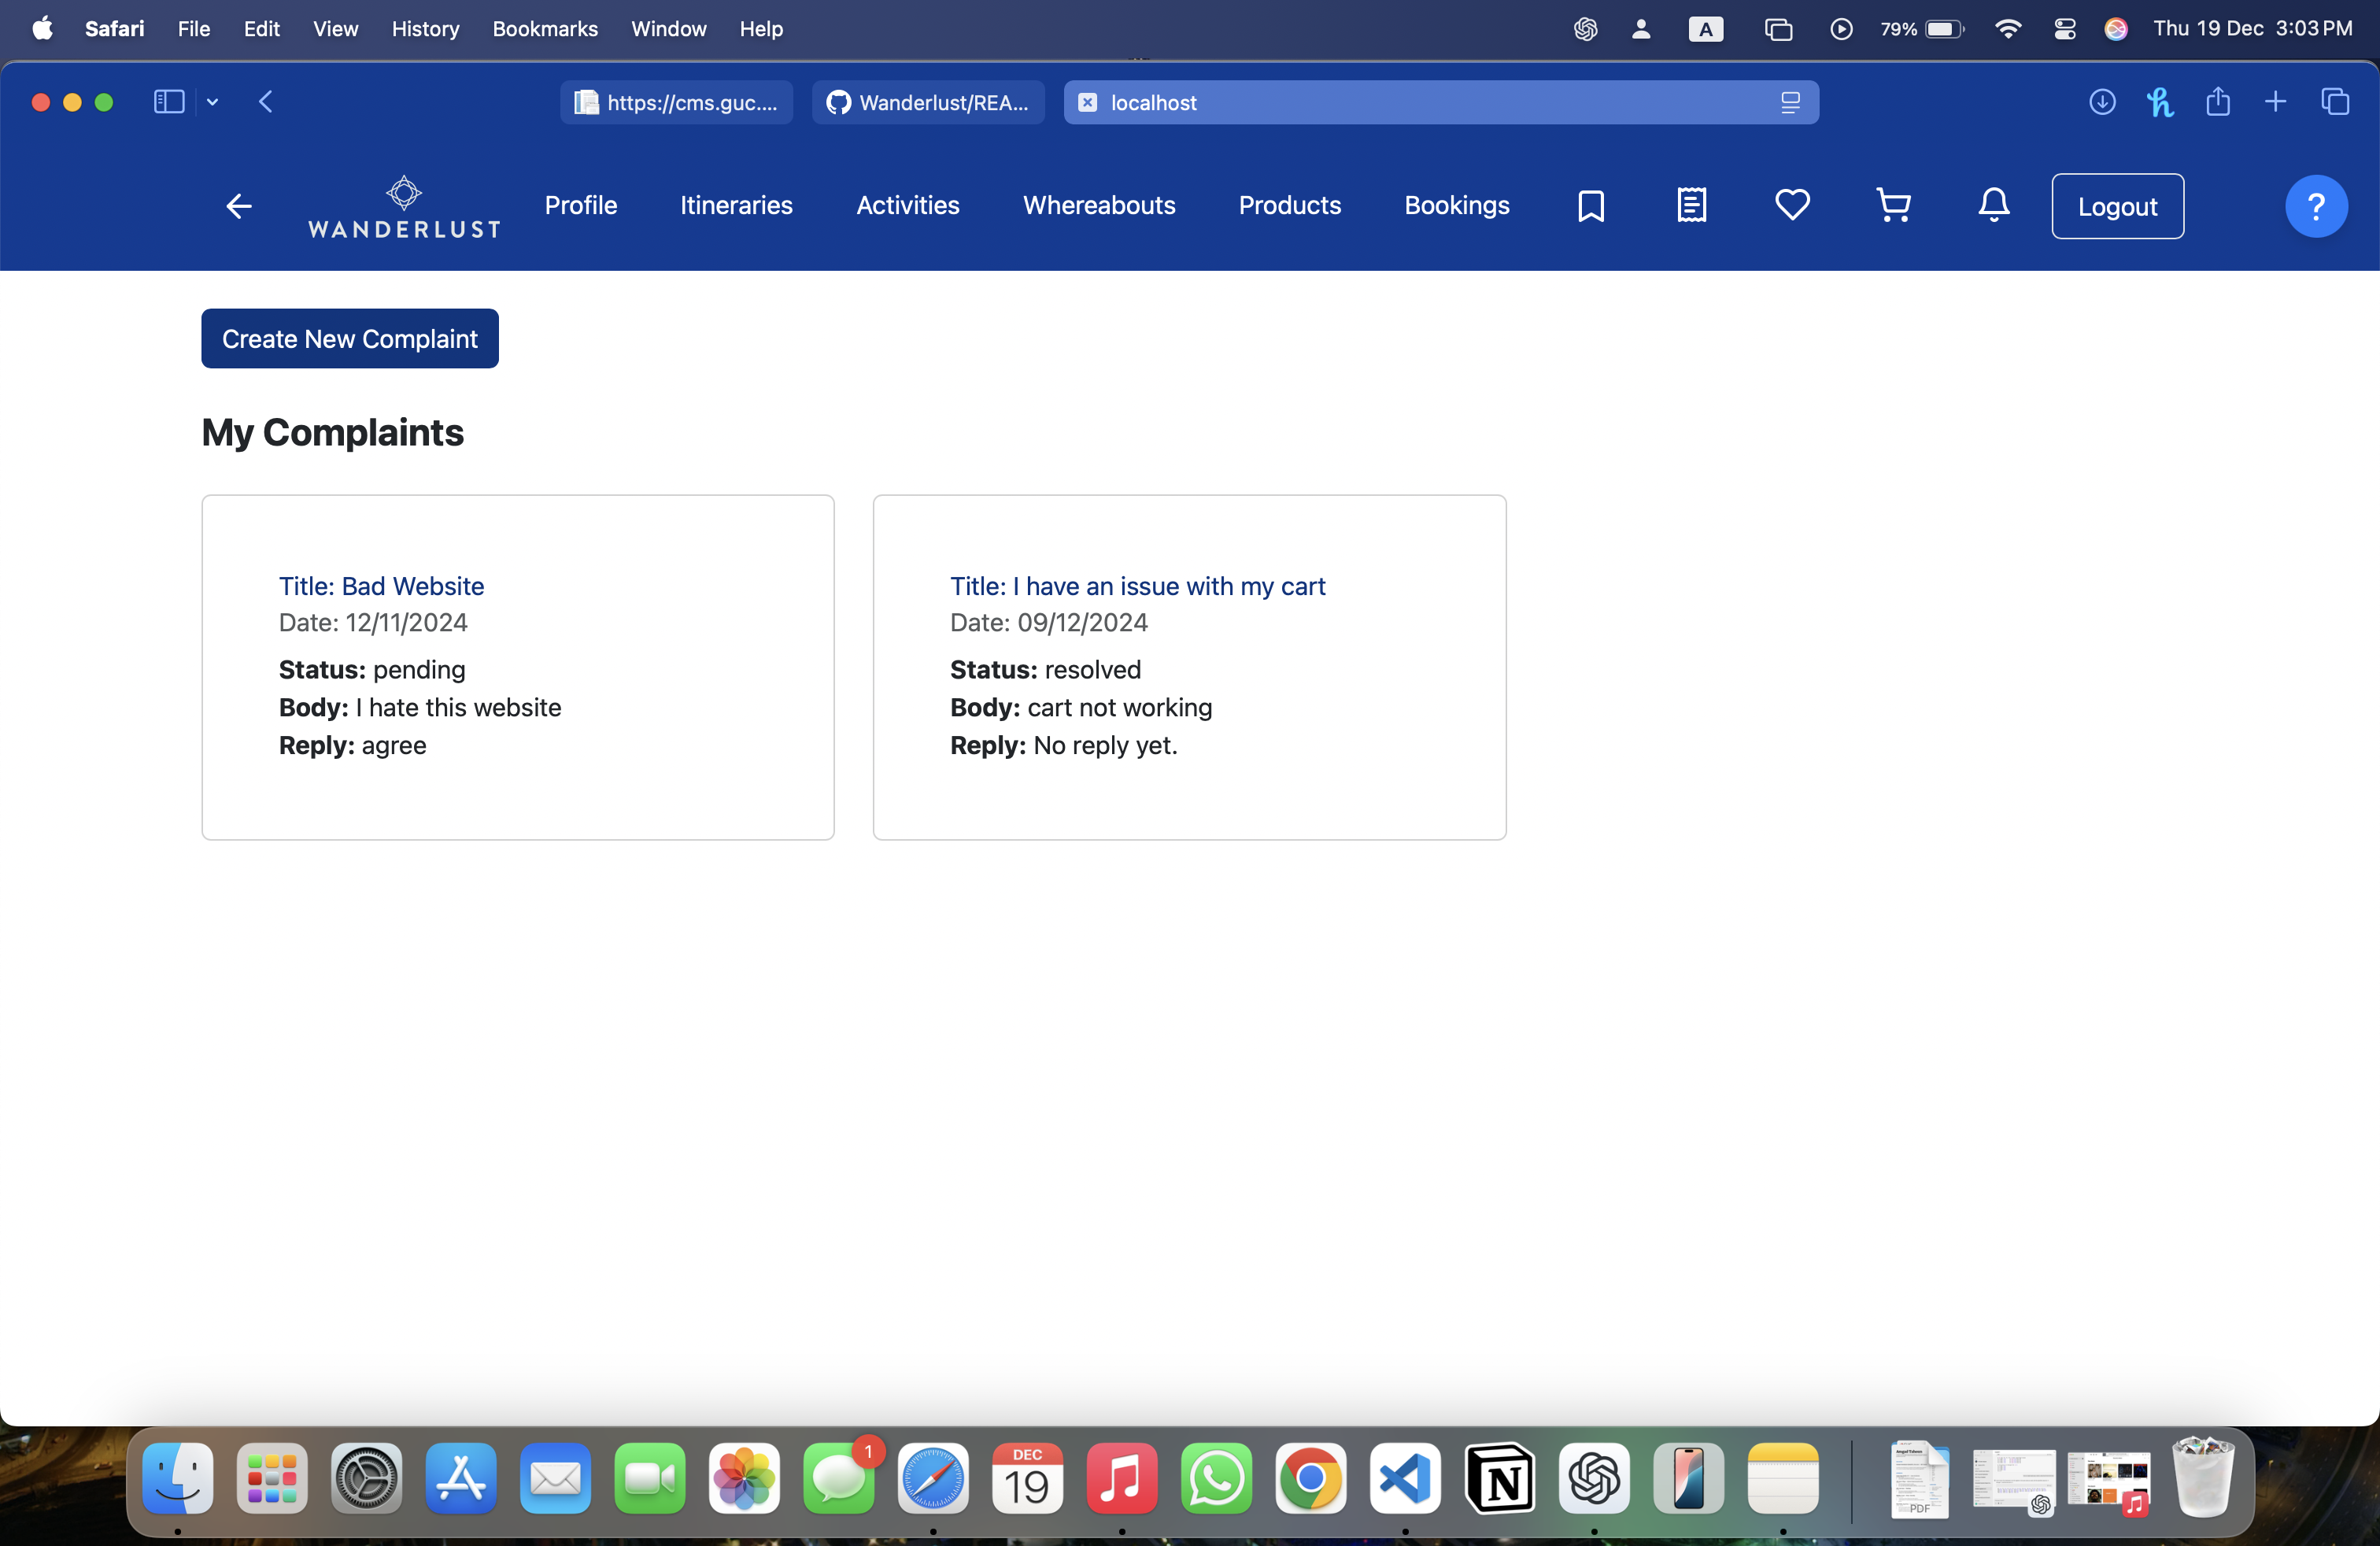 Safari File Edit View History Bookmarks Window Help A 79% Thu 19 Dec 3:03 PM
https://cms.guc.... Wanderlust/REA... localhost
WANDERLUST Profile Itineraries Activities Whereabouts Products Bookings Logout ?
Create New Complaint
My Complaints
Title: Bad Website
Date: 12/11/2024
Status: pending
Body: I hate this website
Reply: agree
Title: I have an issue with my cart
Date: 09/12/2024
Status: resolved
Body: cart not working
Reply: No reply yet.
1
DEC
19
PDF